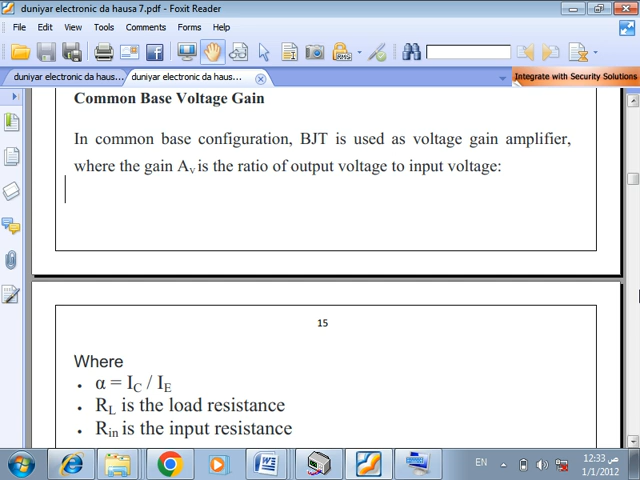 duniyar electronic da hausa 7.pdf - Foxit Reader
File Edit View Forms Tools Comments Favorites Rights Help
duniyar electronic da haus... duniyar electronic da haus... Integrate with Security Solutions
Common Base Voltage Gain
In common base configuration, BJT is used as voltage gain amplifier,
where the gain Av is the ratio of output voltage to input voltage:
15
Where
• α = IC / IE
• RL is the load resistance
• Rin is the input resistance
EN
12:33 ص
1/1/2012